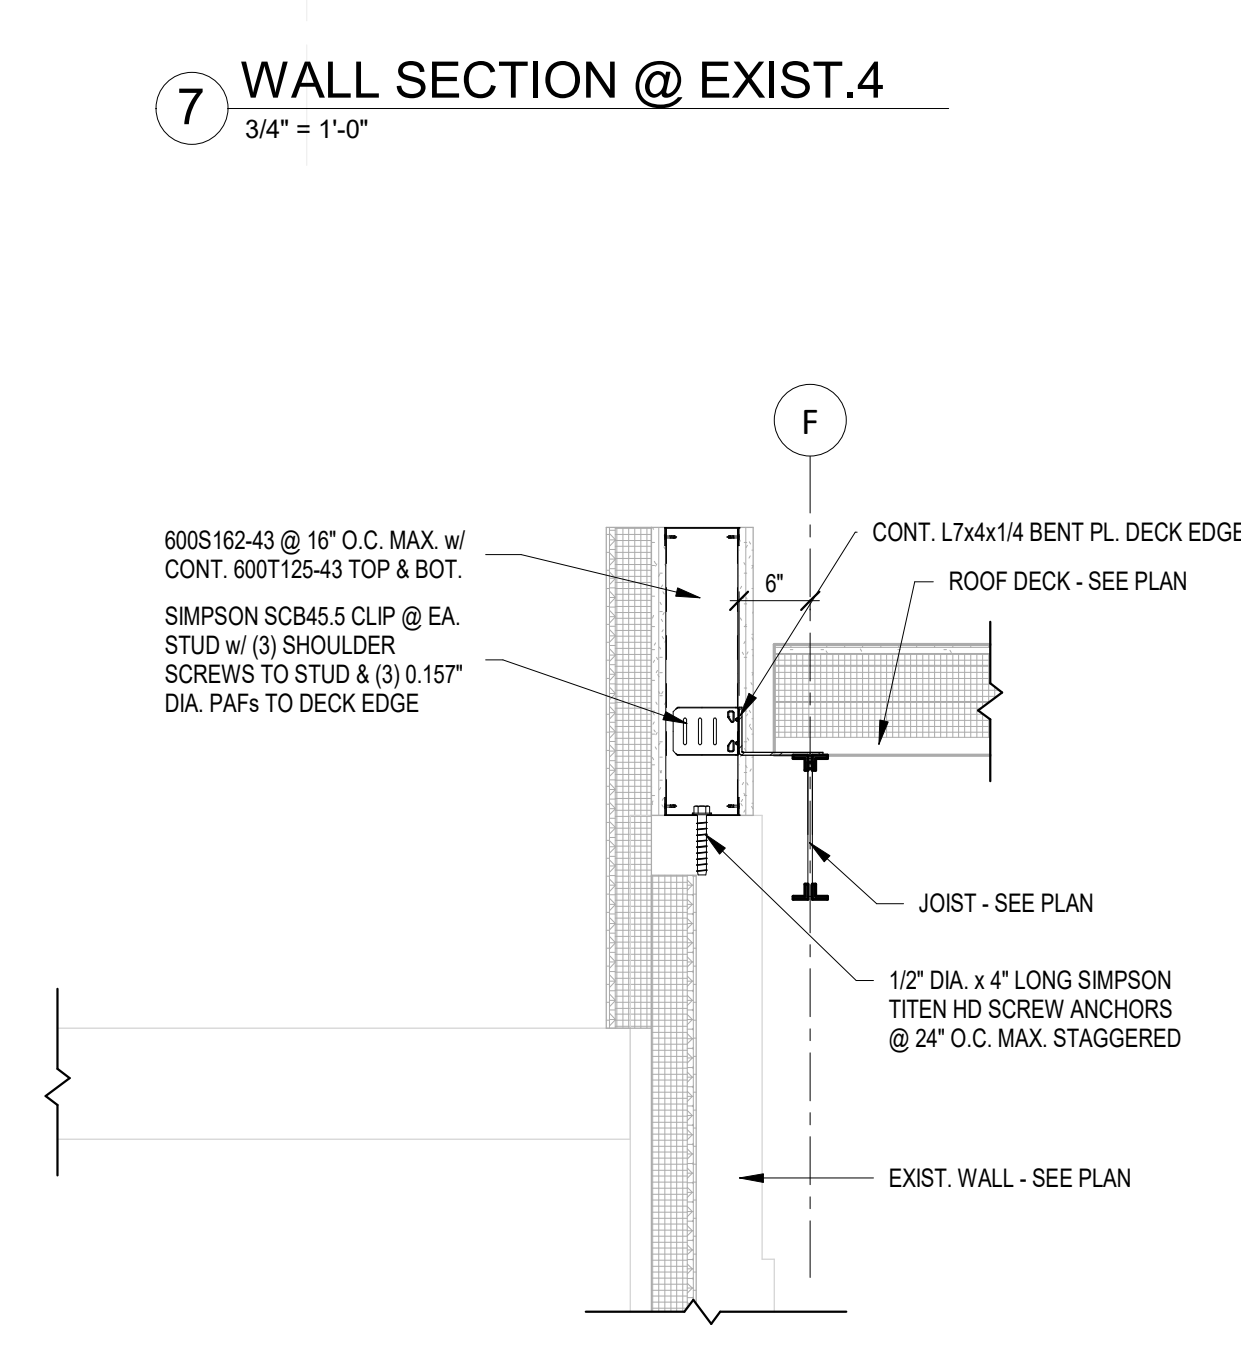 7
WALL SECTION @ EXIST.4
3/4" = 1'-0"
F
600S162-43 @ 16" O.C. MAX. w/
CONT. 600T125-43 TOP & BOT.
SIMPSON SCB45.5 CLIP @ EA.
STUD w/ (3) SHOULDER
SCREWS TO STUD & (3) 0.157"
DIA. PAFs TO DECK EDGE
6"
CONT. L7x4x1/4 BENT PL. DECK EDGE
ROOF DECK - SEE PLAN
JOIST - SEE PLAN
1/2" DIA. x 4" LONG SIMPSON
TITEN HD SCREW ANCHORS
@ 24" O.C. MAX. STAGGERED
EXIST. WALL - SEE PLAN